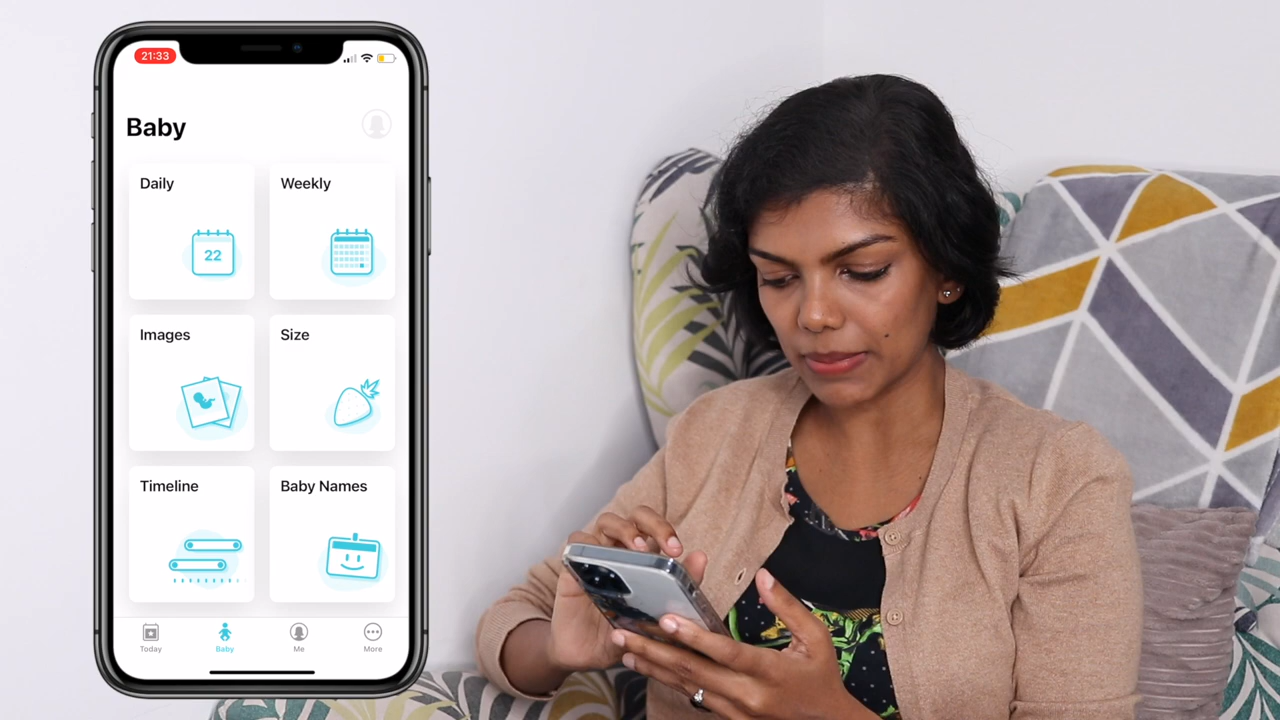 21:33
Baby
Daily
Weekly
22
Images
Size
Timeline
Baby Names
Today
Baby
Me
More